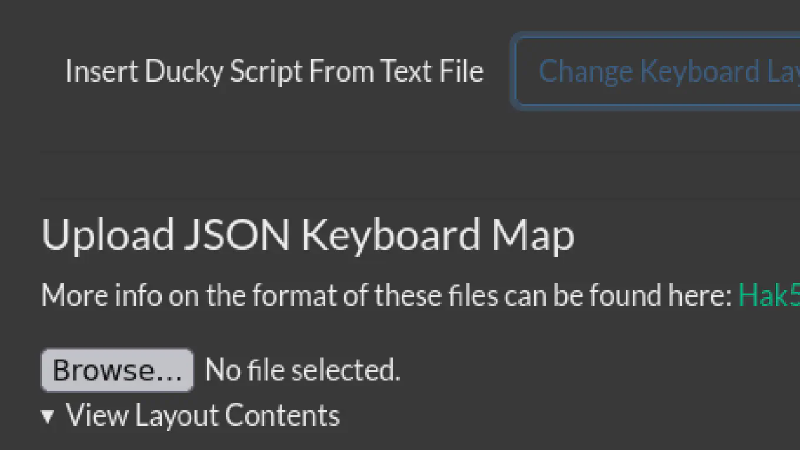 Insert Ducky Script From Text File
Change Keyboard Lay
Upload JSON Keyboard Map
More info on the format of these files can be found here: Hak5
Browse... No file selected.
▾ View Layout Contents